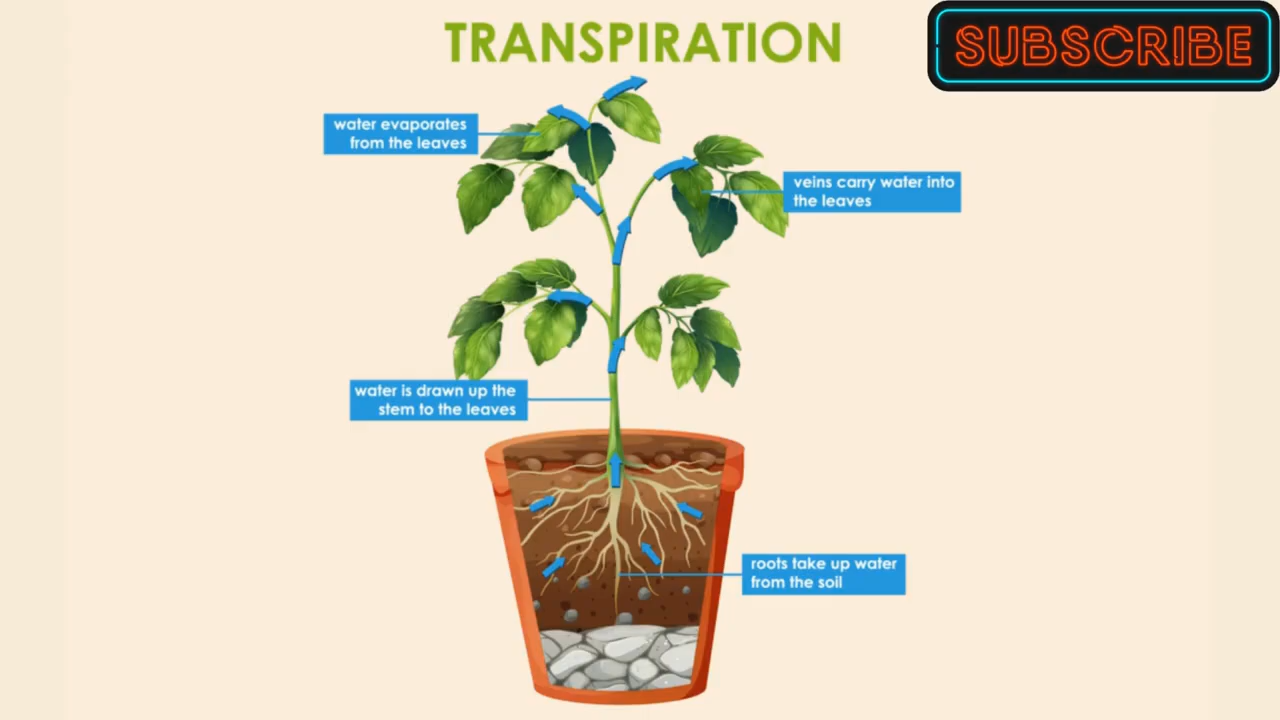 TRANSPIRATION
SUBSCRIBE
water evaporates
from the leaves
veins carry water into
the leaves
water is drawn up the
stem to the leaves
roots take up water
from the soil